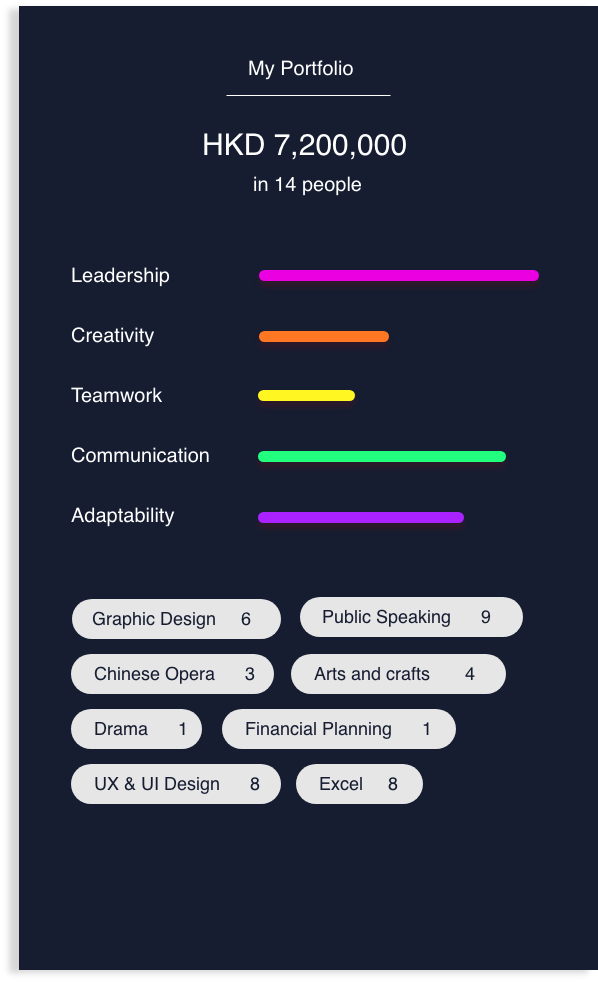 My Portfolio
HKD 7,200,000
in 14 people
Leadership
Creativity
Teamwork
Communication
Adaptability
Graphic Design 6
Public Speaking 9
Chinese Opera 3
Arts and crafts 4
Drama 1
Financial Planning 1
UX & UI Design 8
Excel 8